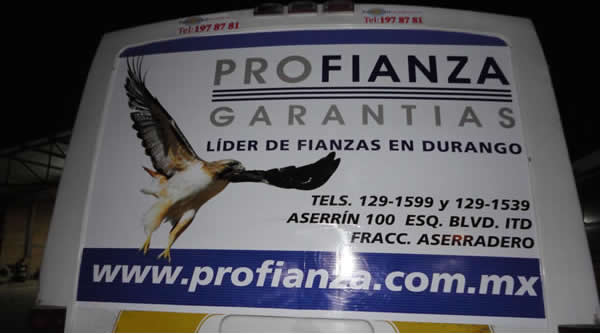 Tel: 197 87 81
Tel: 197 87 81
PROFIANZA
GARANTIAS
LÍDER DE FIANZAS EN DURANGO
TELS. 129-1599 y 129-1539
ASERRÍN 100 ESQ. BLVD. ITD
FRACC. ASERRADERO
www.profianza.com.mx